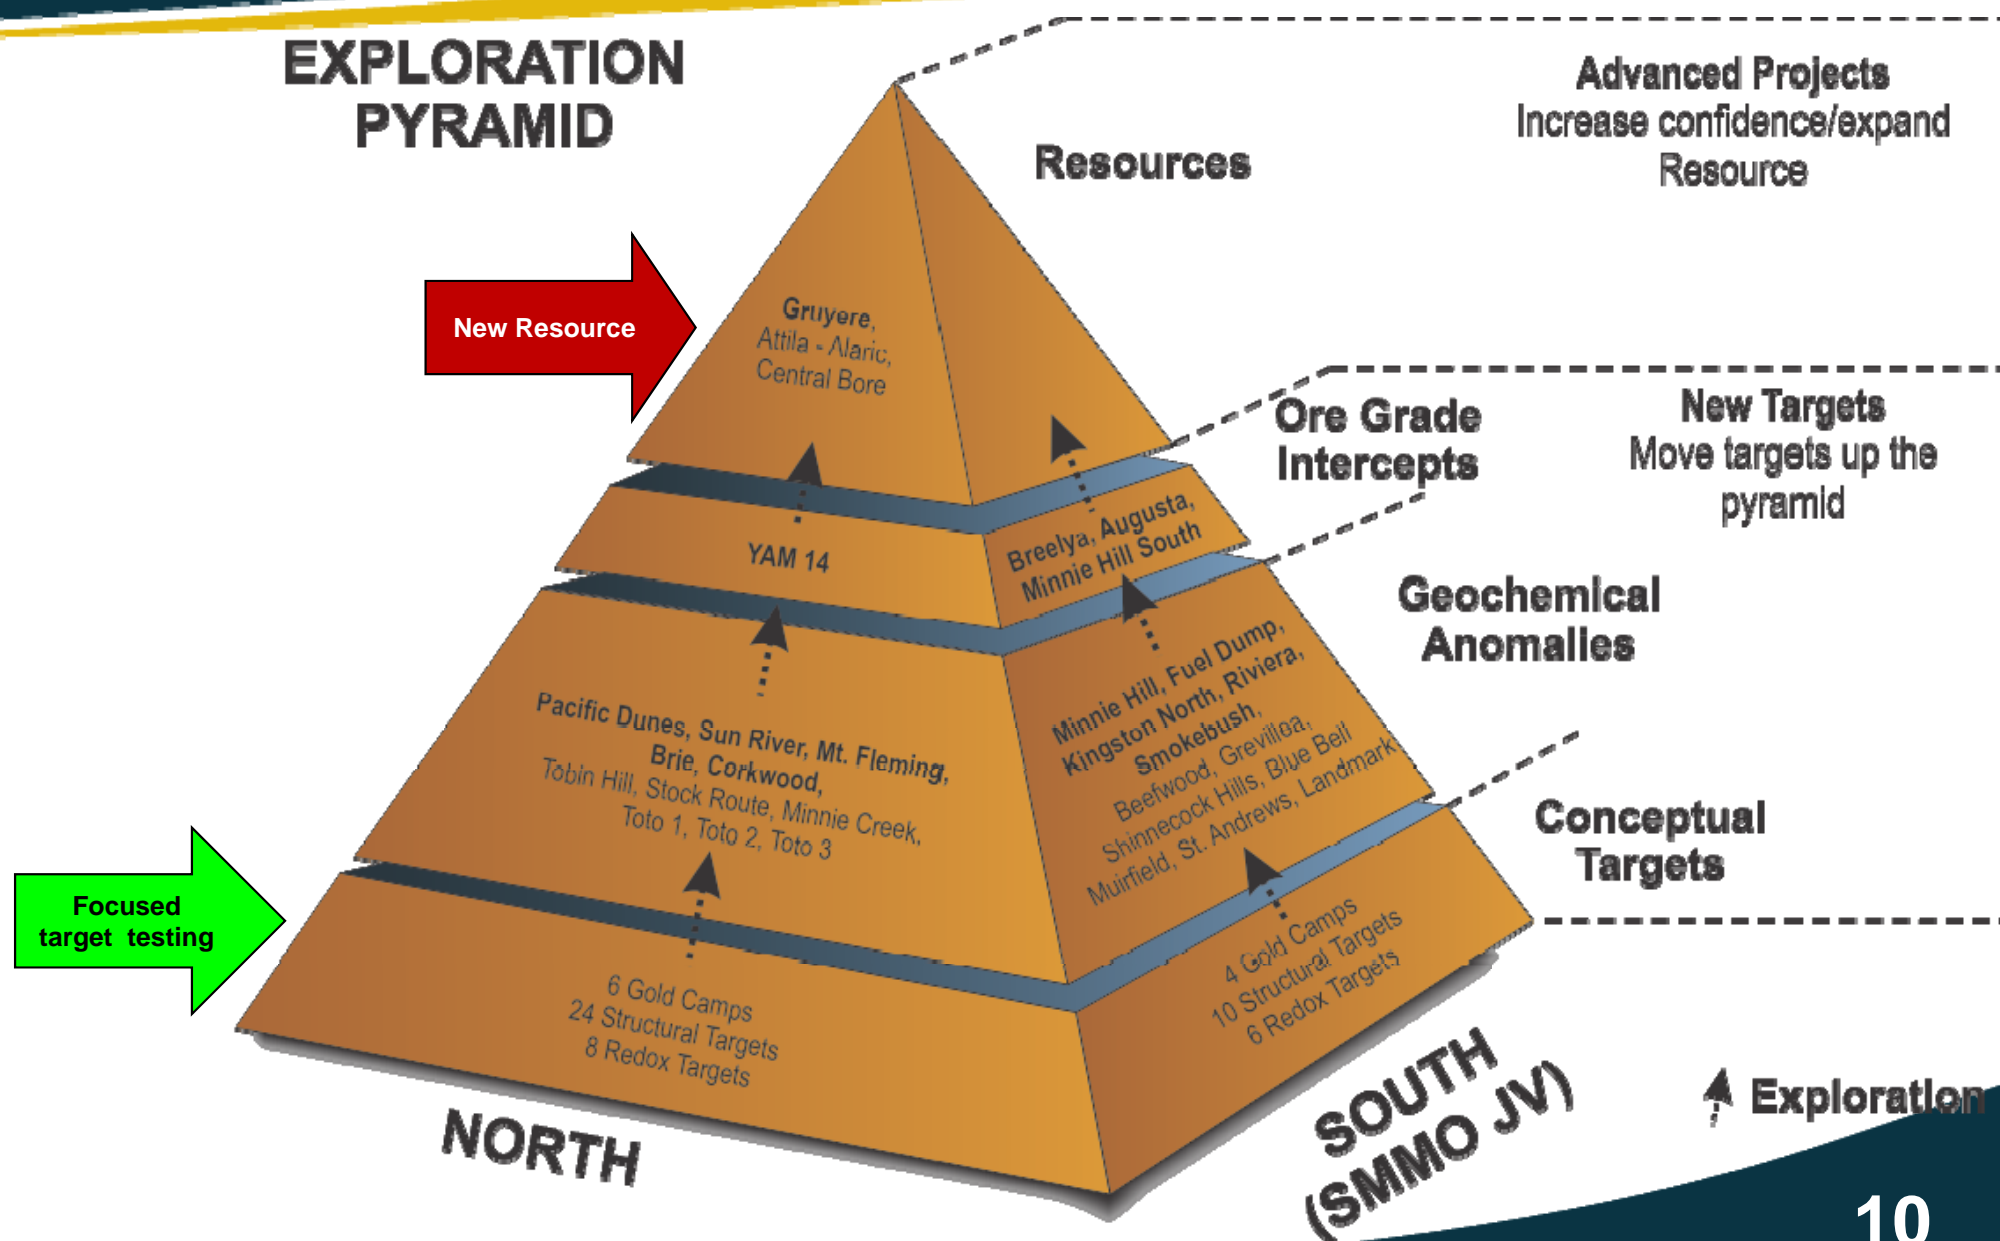 EXPLORATION
PYRAMID
Advanced Projects
Increase confidence/expand
Resource
Resources
New Resource
Gruyere,
Attila - Alaric,
Central Bore
Ore Grade
Intercepts
New Targets
Move targets up the
pyramid
YAM 14
Breelya, Augusta,
Minnie Hill South
Geochemical
Anomalies
Pacific Dunes, Sun River, Mt. Fleming,
Brie, Corkwood,
Tobin Hill, Stock Route, Minnie Creek,
Toto 1, Toto 2, Toto 3
Minnie Hill, Fuel Dump,
Kingston North, Riviera,
Smokebush,
Beefwood, Grevillea,
Shinnecock Hills, Blue Bell
Muirfield, St. Andrews, Landmark
Conceptual
Targets
Focused
target testing
6 Gold Camps
24 Structural Targets
8 Redox Targets
4 Gold Camps
10 Structural Targets
6 Redox Targets
NORTH
SOUTH
(SMMO JV)
Exploration
10